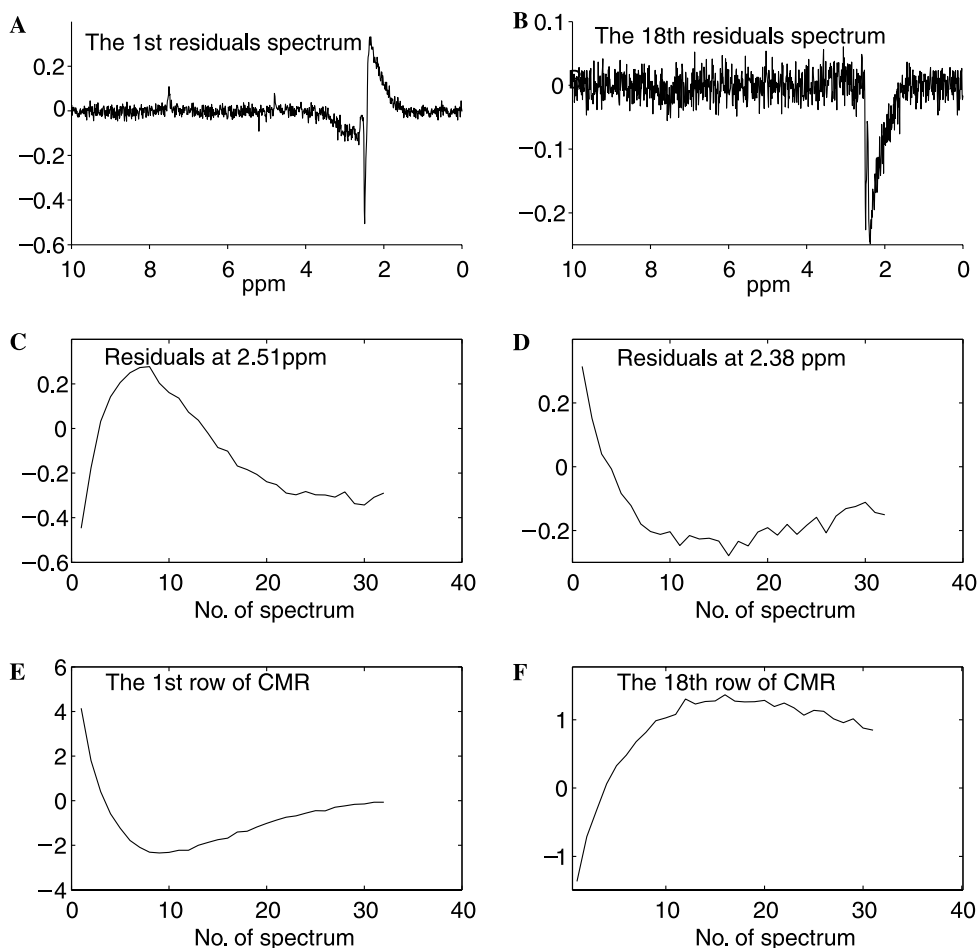 A
The 1st residuals spectrum
0.2
0
−0.2
−0.4
−0.6
10 8 6 4 2 0
ppm
B
0.1
The 18th residuals spectrum
0.05
0
−0.1
−0.2
10 8 6 4 2 0
ppm
C
Residuals at 2.51ppm
0.2
0
−0.2
−0.4
−0.6
0 10 20 30 40
No. of spectrum
D
Residuals at 2.38 ppm
0.2
0
−0.2
0 10 20 30 40
No. of spectrum
E
6
The 1st row of CMR
4
2
0
−2
−4
0 10 20 30 40
No. of spectrum
F
The 18th row of CMR
1
0
−1
0 10 20 30 40
No. of spectrum